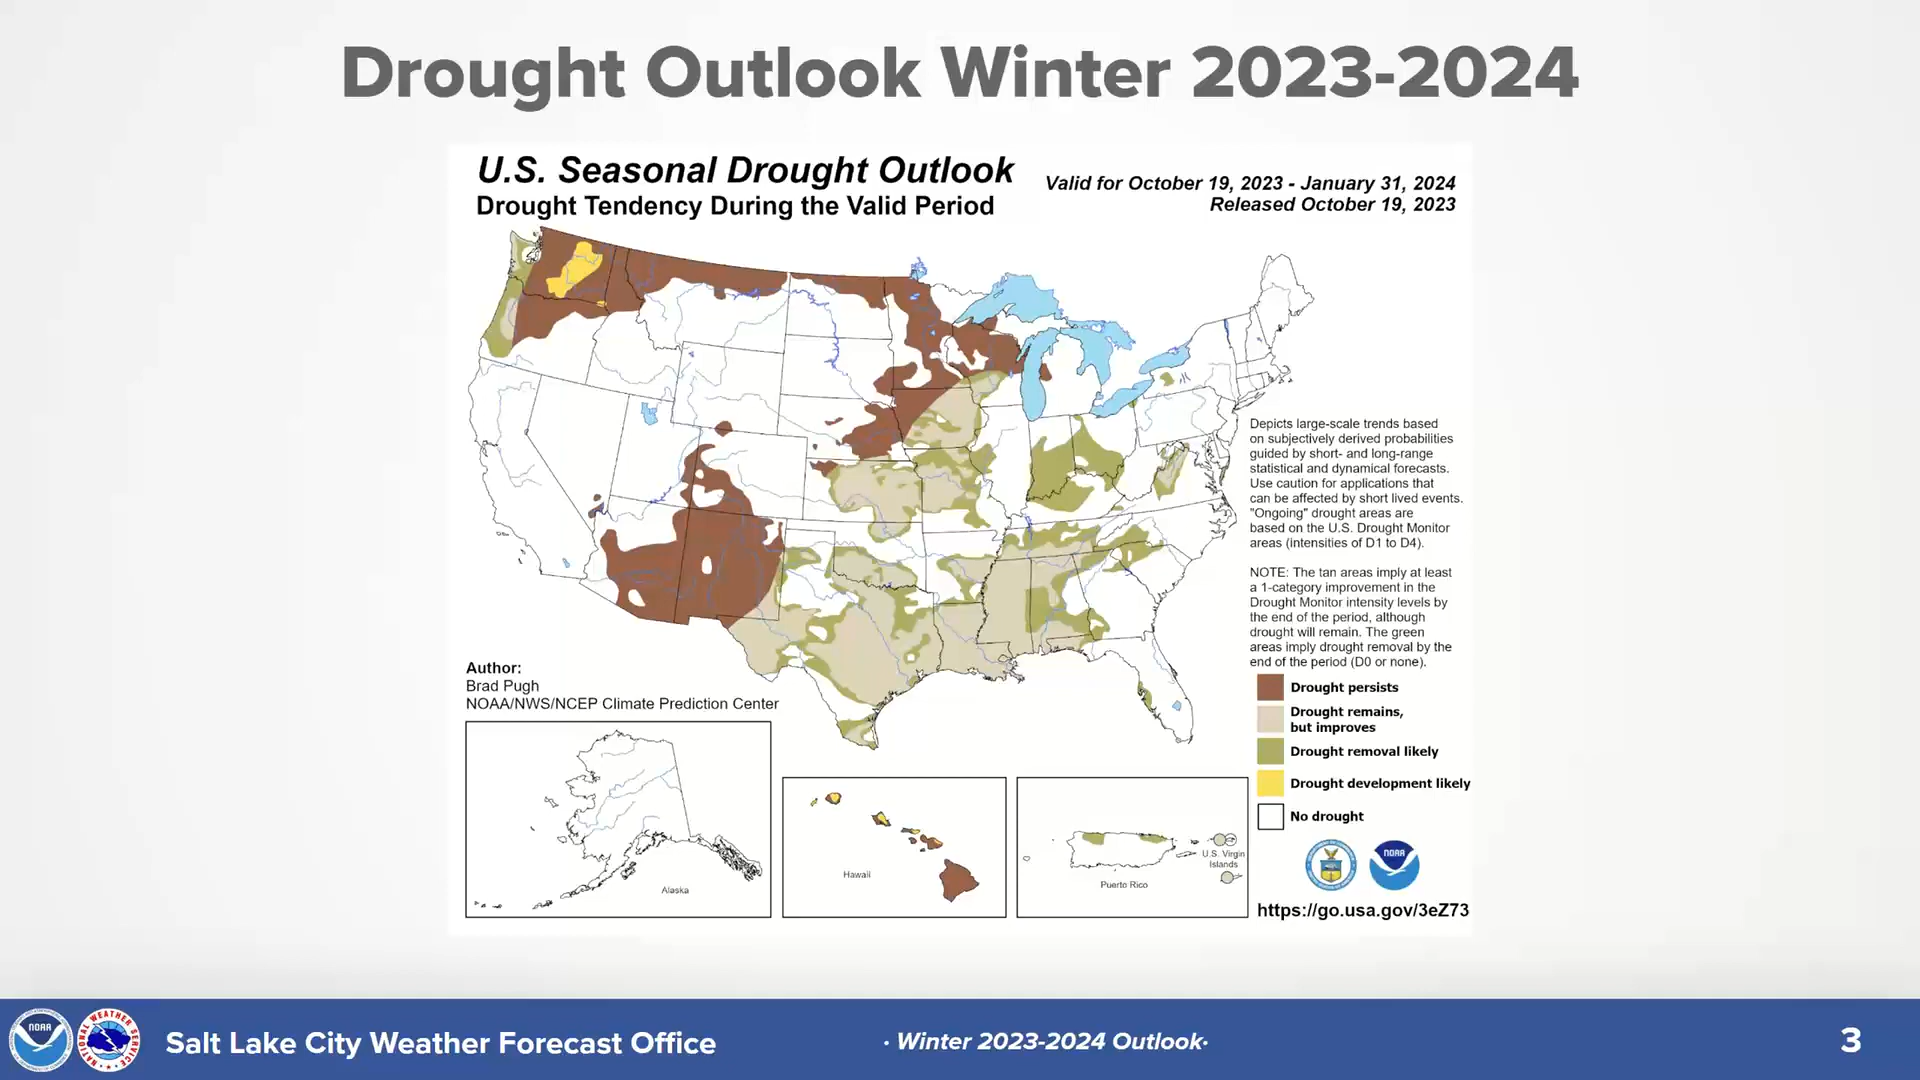 Drought Outlook Winter 2023-2024
U.S. Seasonal Drought Outlook
Drought Tendency During the Valid Period
Valid for October 19, 2023 - January 31, 2024
Released October 19, 2023
Depicts large-scale trends based
on subjectively derived probabilities
guided by short- and long-range
statistical and dynamical forecasts.
Use caution for applications that
can be affected by short lived events.
"Ongoing" drought areas are
based on the U.S. Drought Monitor
areas (intensities of D1 to D4).
NOTE: The tan areas imply at least
a 1-category improvement in the
Drought Monitor intensity levels by
the end of the period, although
drought will remain. The green
areas imply drought removal by the
end of the period (D0 or none).
Author:
Brad Pugh
NOAA/NWS/NCEP Climate Prediction Center
Drought persists
Drought remains,
but improves
Drought removal likely
Drought development likely
No drought
Alaska
Hawaii
Puerto Rico
U.S. Virgin
Islands
NOAA
https://go.usa.gov/3eZ73
NOAA
NATIONAL WEATHER SERVICE
Salt Lake City Weather Forecast Office
· Winter 2023-2024 Outlook·
3